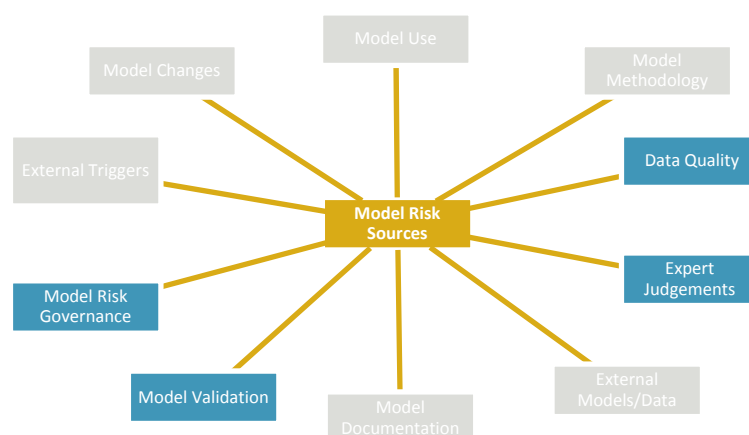 Model Use
Model Changes
Model
Methodology
External Triggers
Data Quality
Model Risk
Sources
Model Risk
Governance
Expert
Judgements
Model Validation
External
Models/Data
Model
Documentation